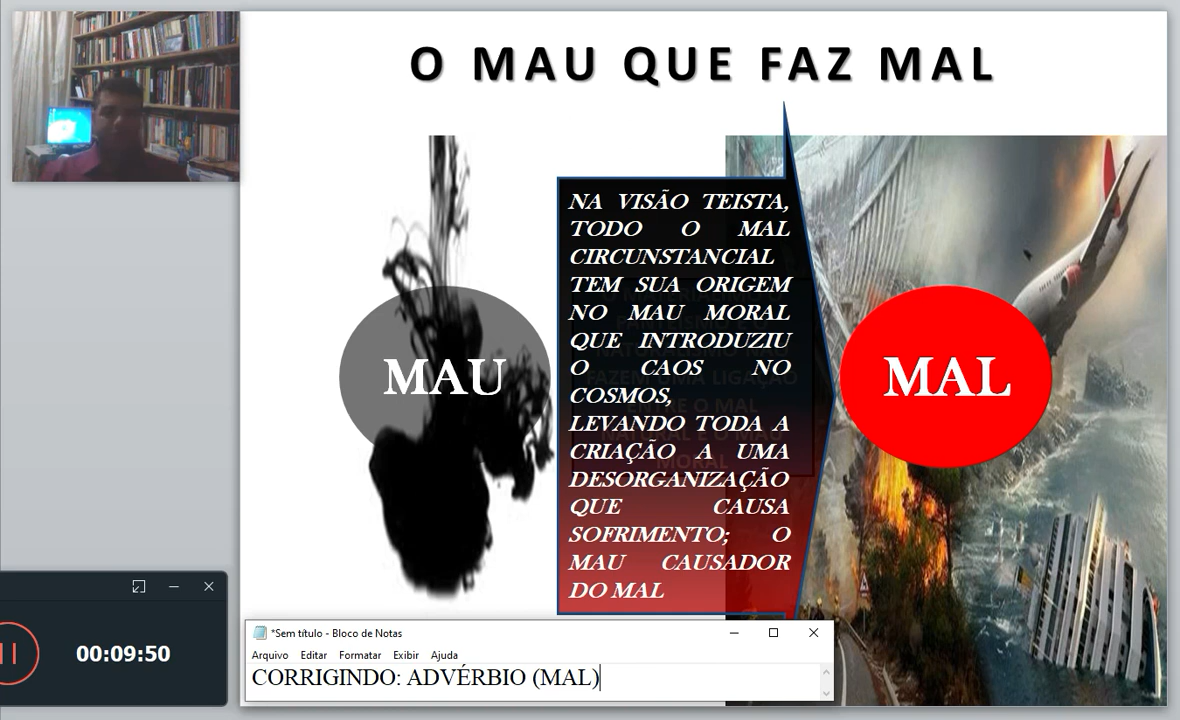 O MAU QUE FAZ MAL
NA VISÃO TEISTA,
TODO O MAL
CIRCUNSTANCIAL
TEM SUA ORIGEM
NO MAU MORAL
QUE INTRODUZIU
O CAOS NO
COSMOS,
LEVANDO TODA A
CRIAÇÃO A UMA
DESORGANIZAÇÃO
QUE CAUSA
SOFRIMENTO; O
MAU CAUSADOR
DO MAL
MAU
MAL
00:09:50
*Sem título - Bloco de Notas
Arquivo Editar Formatar Exibir Ajuda
CORRIGINDO: ADVÉRBIO (MAL)